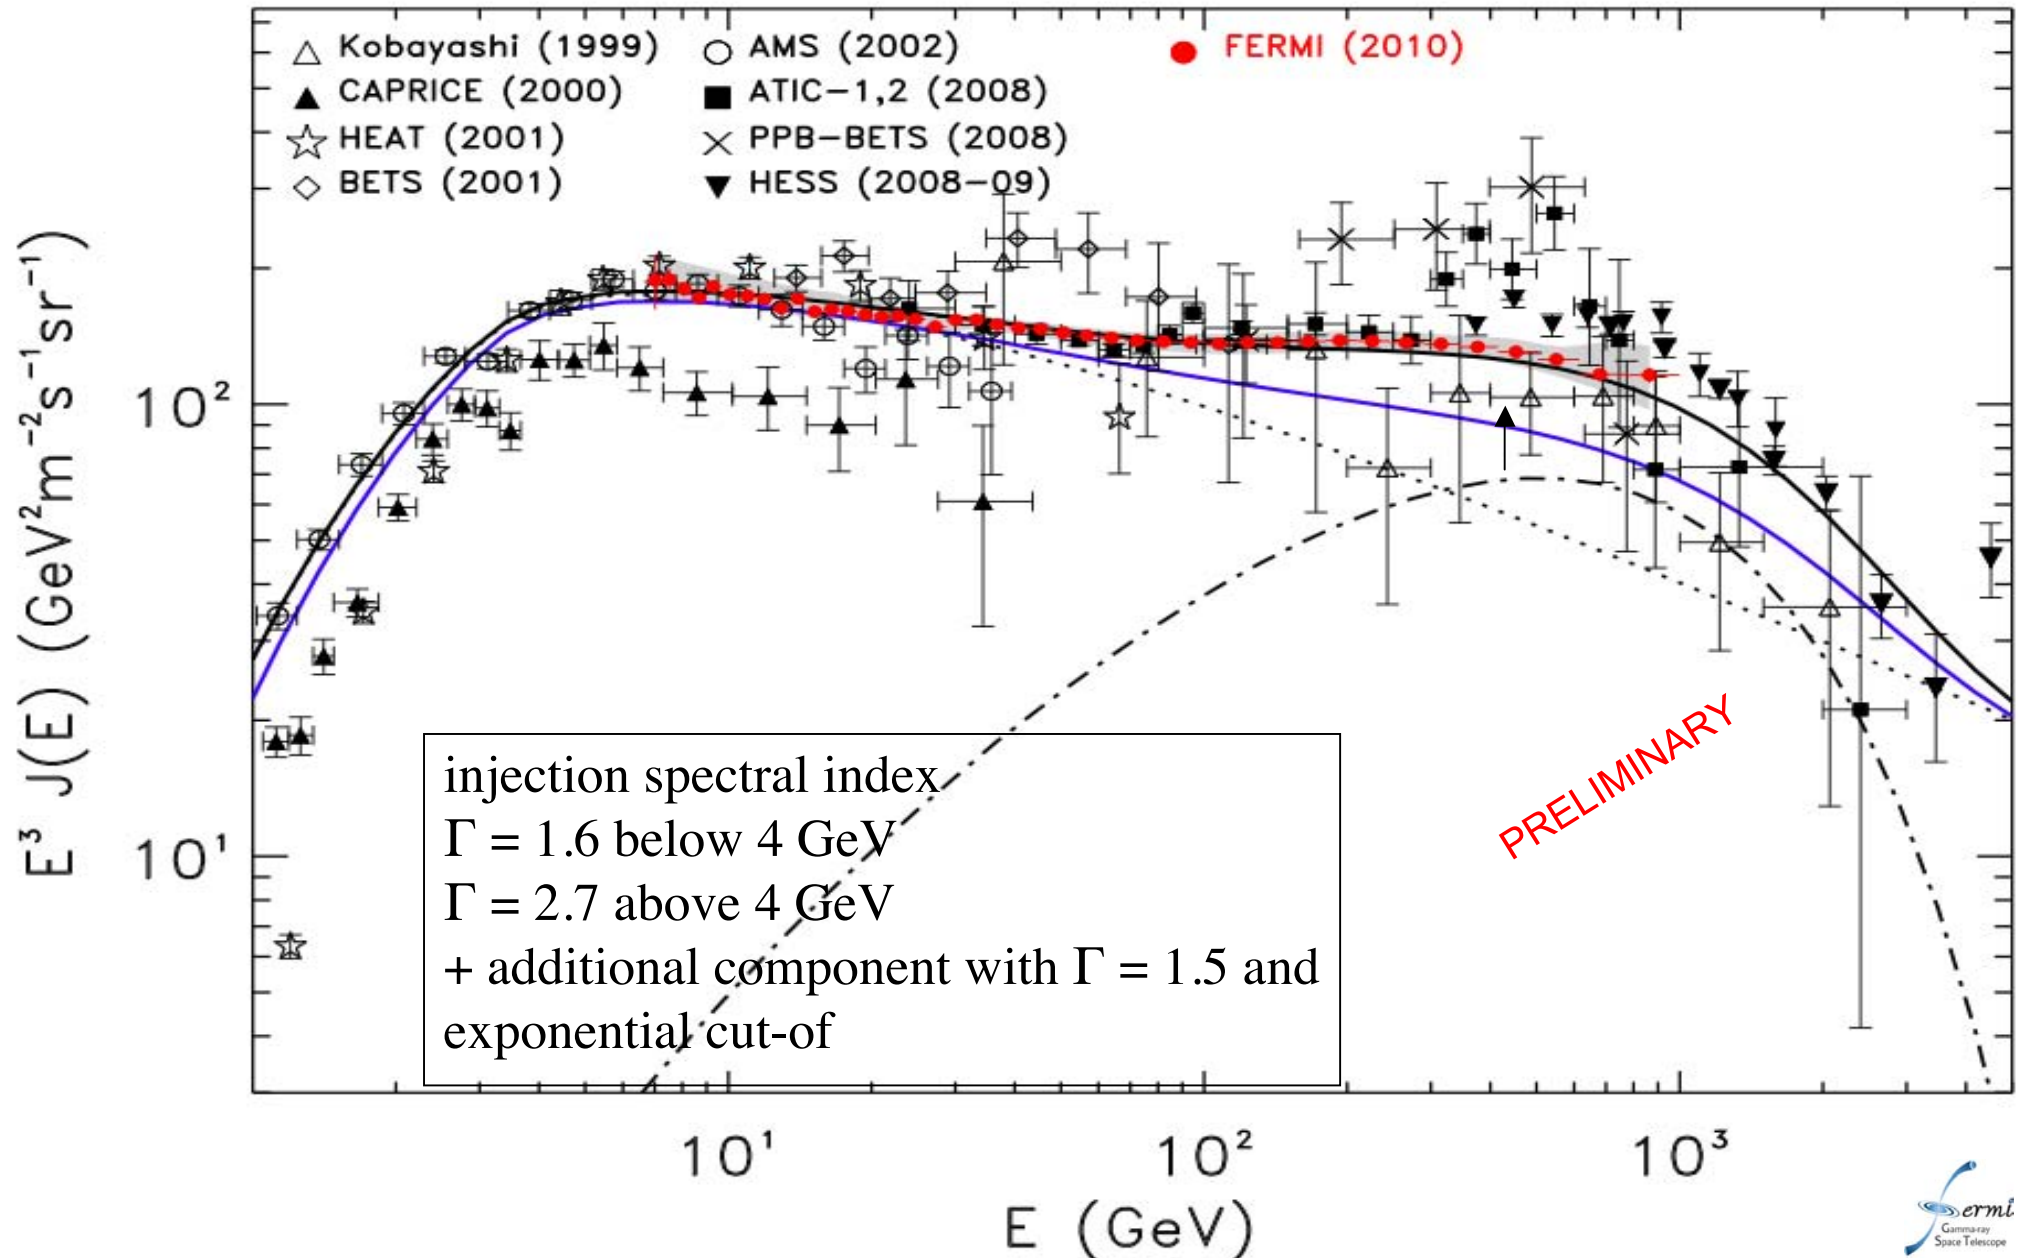 Kobayashi (1999)
CAPRICE (2000)
HEAT (2001)
BETS (2001)
AMS (2002)
ATIC-1,2 (2008)
PPB-BETS (2008)
HESS (2008-09)
FERMI (2010)
E³ J(E) (GeV²m⁻²s⁻¹sr⁻¹)
10²
10¹
injection spectral index
Γ = 1.6 below 4 GeV
Γ = 2.7 above 4 GeV
+ additional component with Γ = 1.5 and
exponential cut-of
PRELIMINARY
10¹ 10² 10³
E (GeV)
ermi
Gamma-ray
Space Telescope